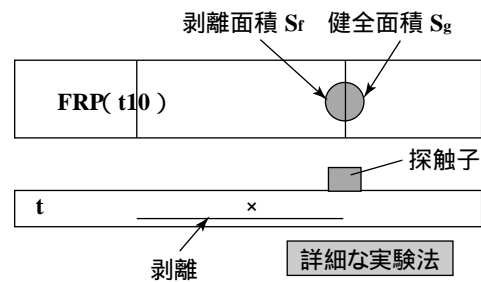 剥離面積 Sf 健全面積 Sg
FRP( t10 )
探触子
t ×
剥離
詳細な実験法